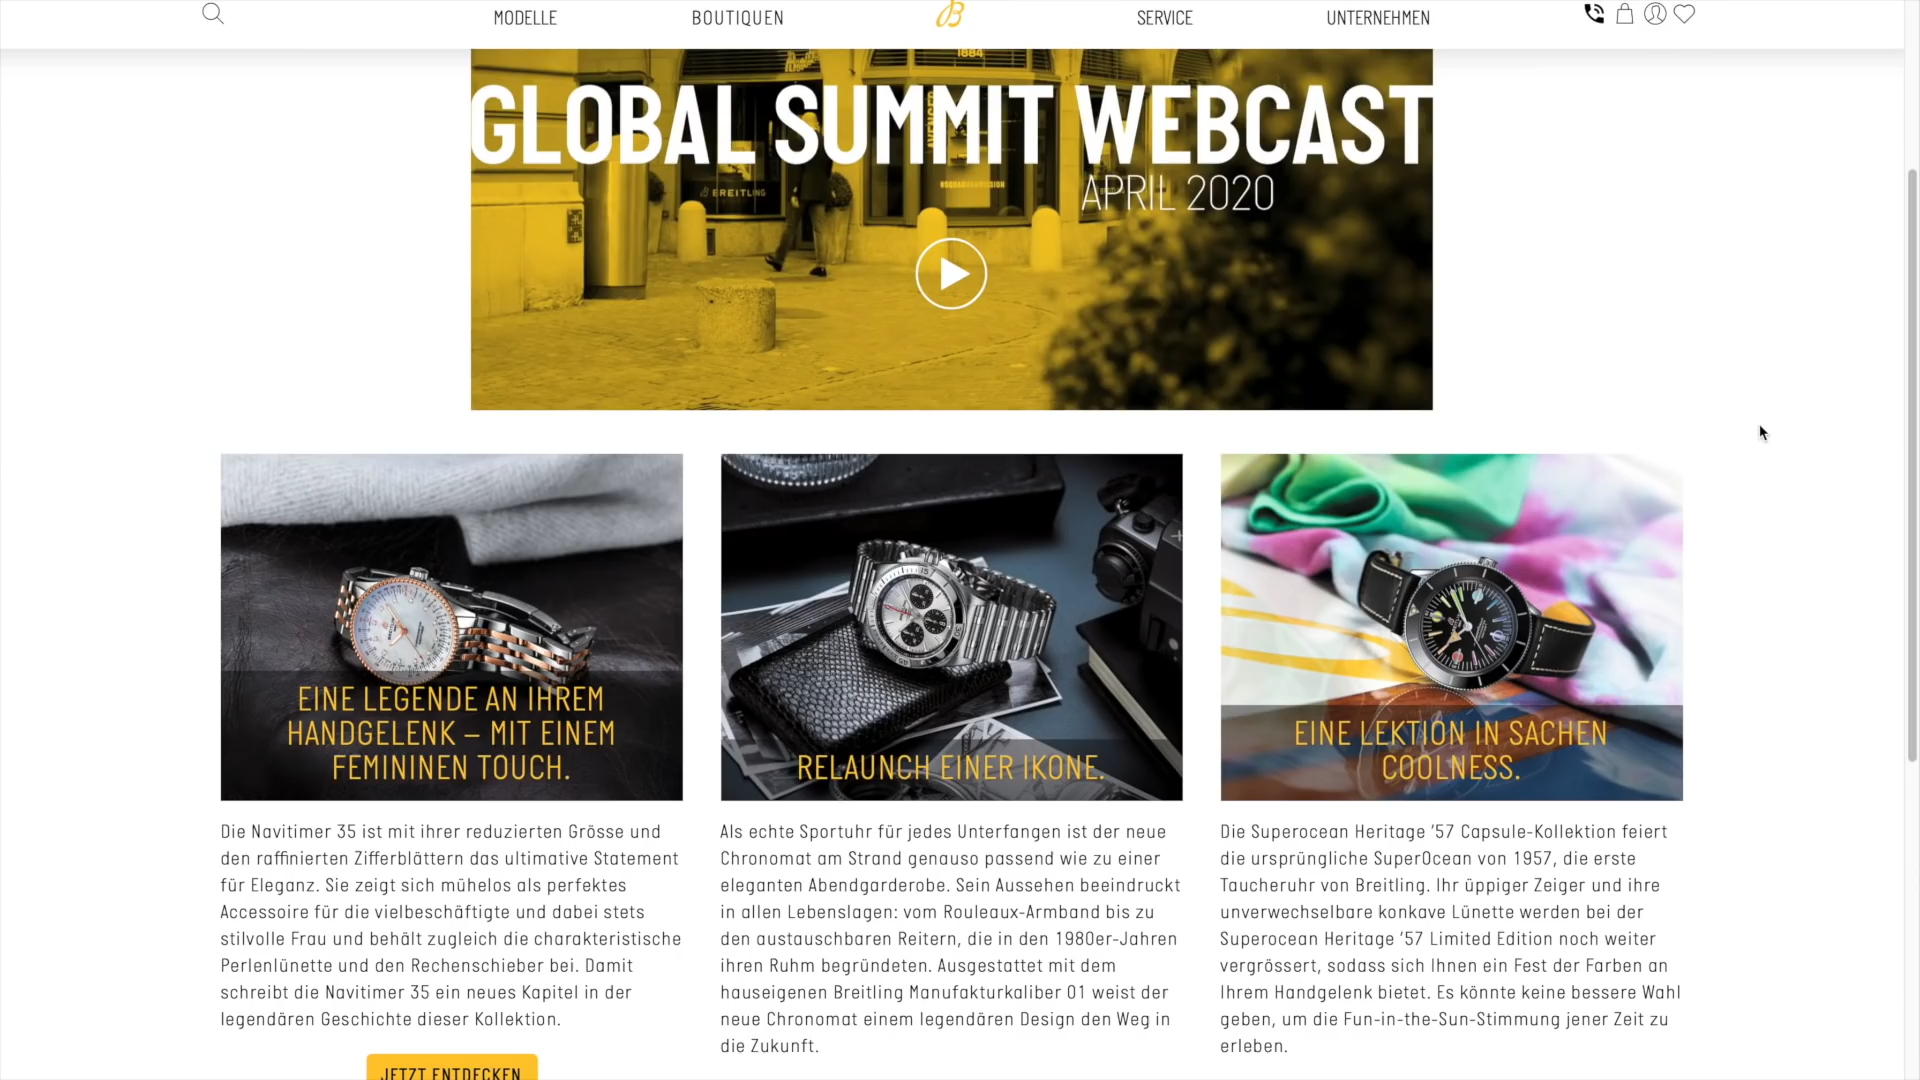 MODELLE
BOUTIQUEN
SERVICE
UNTERNEHMEN
1884
GLOBAL SUMMIT WEBCAST
APRIL 2020
BREITLING
#SQUADONAMISSION
EINE LEGENDE AN IHREM
HANDGELENK – MIT EINEM
FEMININEN TOUCH.
RELAUNCH EINER IKONE.
EINE LEKTION IN SACHEN
COOLNESS.
Die Navitimer 35 ist mit ihrer reduzierten Grösse und
den raffinierten Zifferblättern das ultimative Statement
für Eleganz. Sie zeigt sich mühelos als perfektes
Accessoire für die vielbeschäftigte und dabei stets
stilvolle Frau und behält zugleich die charakteristische
Perlenlünette und den Rechenschieber bei. Damit
schreibt die Navitimer 35 ein neues Kapitel in der
legendären Geschichte dieser Kollektion.
JETZT ENTDECKEN
Als echte Sportuhr für jedes Unterfangen ist der neue
Chronomat am Strand genauso passend wie zu einer
eleganten Abendgarderobe. Sein Aussehen beeindruckt
in allen Lebenslagen: vom Rouleaux-Armband bis zu
den austauschbaren Reitern, die in den 1980er-Jahren
ihren Ruhm begründeten. Ausgestattet mit dem
hauseigenen Breitling Manufakturkaliber 01 weist der
neue Chronomat einem legendären Design den Weg in
die Zukunft.
Die Superocean Heritage '57 Capsule-Kollektion feiert
die ursprüngliche SuperOcean von 1957, die erste
Taucheruhr von Breitling. Ihr üppiger Zeiger und ihre
unverwechselbare konkave Lünette werden bei der
Superocean Heritage '57 Limited Edition noch weiter
vergrössert, sodass sich Ihnen ein Fest der Farben an
Ihrem Handgelenk bietet. Es könnte keine bessere Wahl
geben, um die Fun-in-the-Sun-Stimmung jener Zeit zu
erleben.